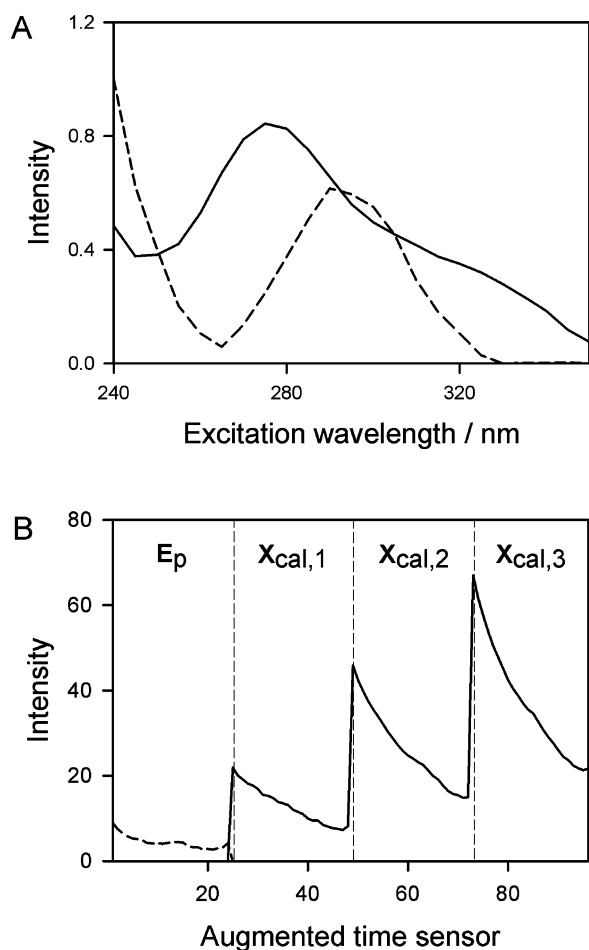 A
1.2
0.8
0.4
0.0
Intensity
240 280 320
Excitation wavelength / nm
B
80
60
40
20
0
Intensity
Ep Xcal,1 Xcal,2 Xcal,3
20 40 60 80
Augmented time sensor